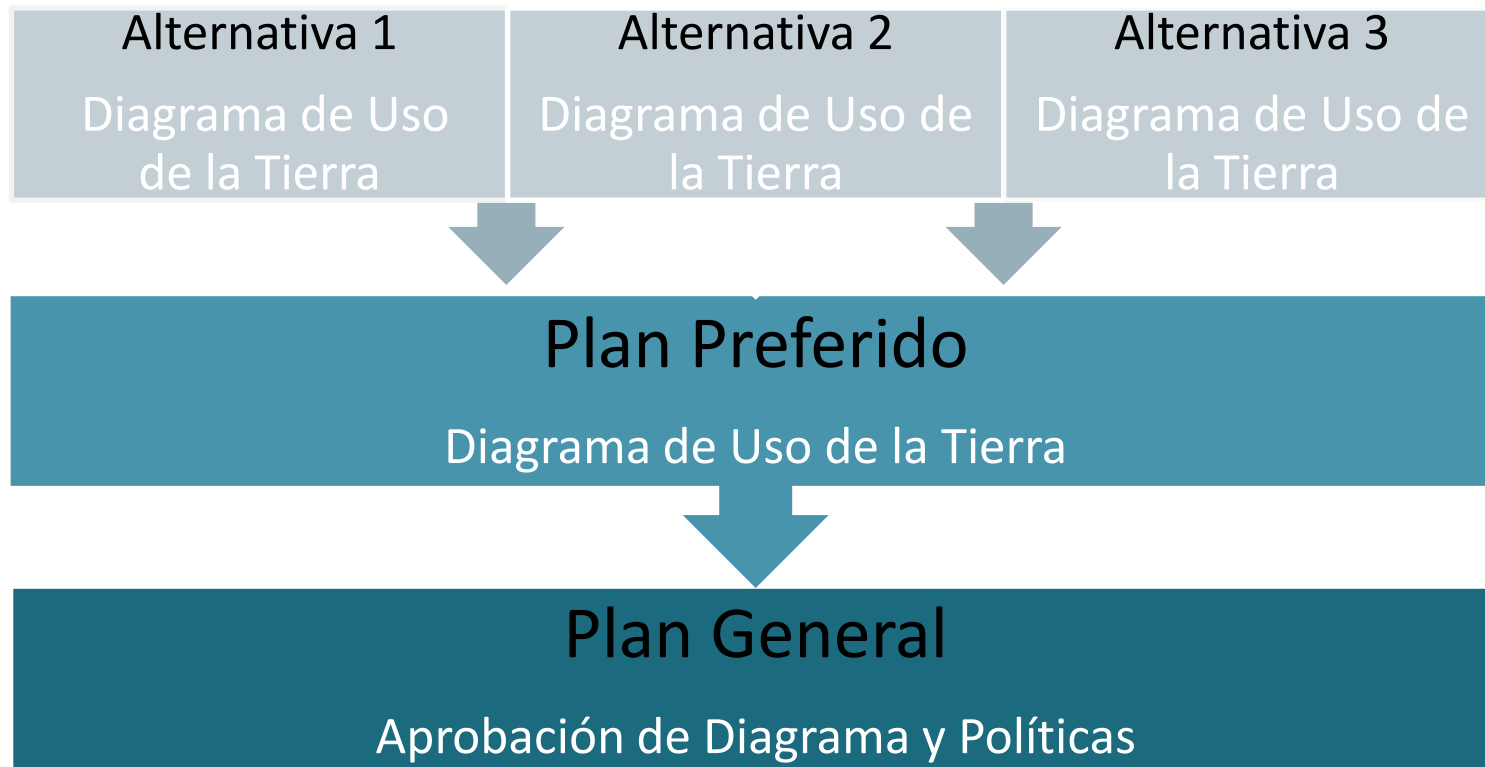 Alternativa 1
Diagrama de Uso
de la Tierra
Alternativa 2
Diagrama de Uso de
la Tierra
Alternativa 3
Diagrama de Uso de
la Tierra
Plan Preferido
Diagrama de Uso de la Tierra
Plan General
Aprobación de Diagrama y Políticas